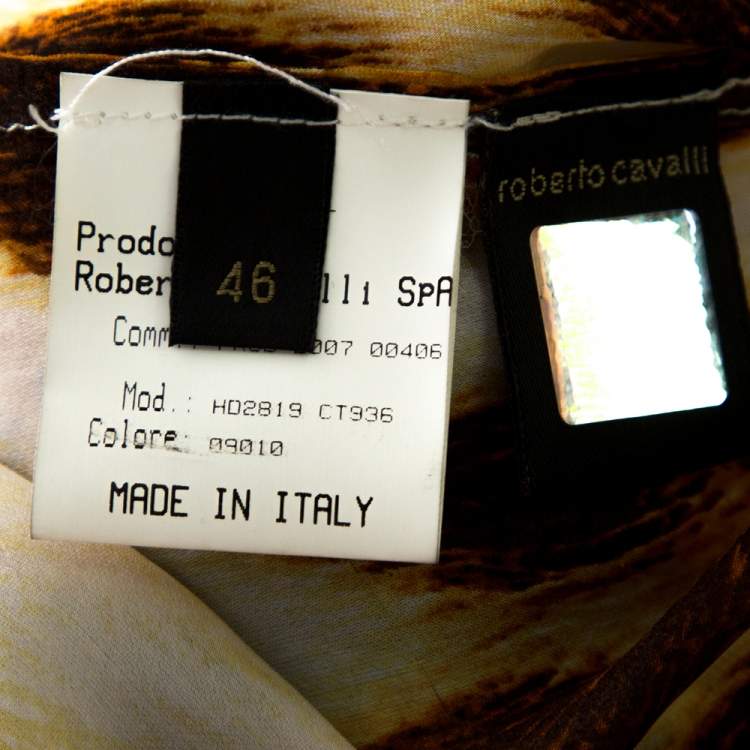 Prodo
Rober lli SpA
46
Comm. 007 00406
Mod.: HD2819 CT936
Colore: 09010
MADE IN ITALY
roberto cavalli